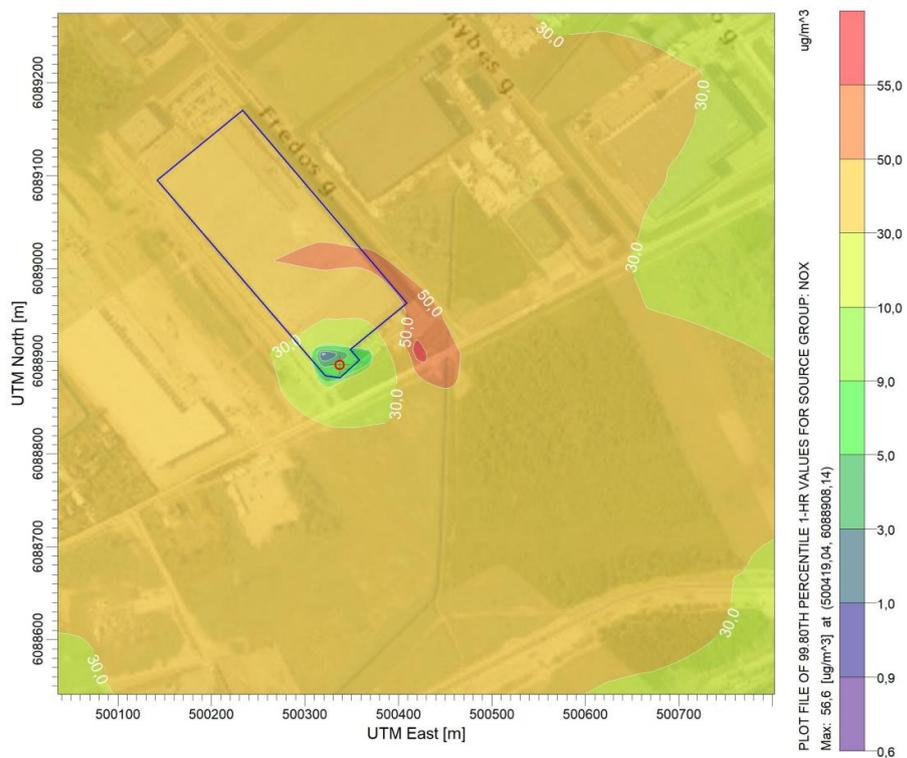 ug/m^3
kybes g.
g
Fredos g.
30,0
30,0
30,0
50,0
50,0
30,0
30,0
30,0
30,0
6089200
6089100
6089000
6088900
6088800
6088700
6088600
UTM North [m]
500100 500200 500300 500400 500500 500600 500700
UTM East [m]
PLOT FILE OF 99.80TH PERCENTILE 1-HR VALUES FOR SOURCE GROUP: NOX
Max: 56,6 [ug/m^3] at (500419,04, 6088908,14)
55,0
50,0
30,0
10,0
9,0
5,0
3,0
1,0
0,9
0,6